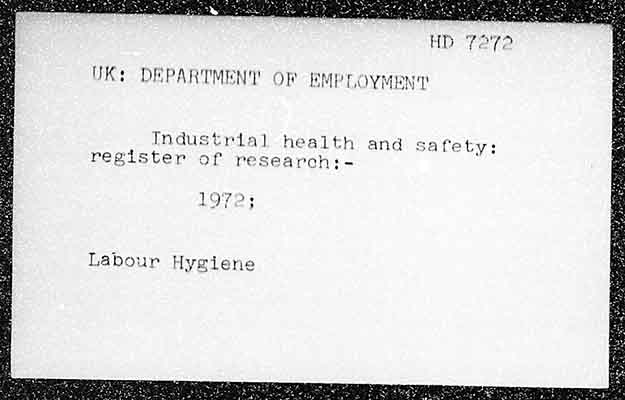 HD 7272
UK: DEPARTMENT OF EMPLOYMENT
Industrial health and safety:
register of research:-
1972;
Labour Hygiene